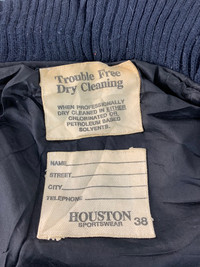 Trouble Free
Dry Cleaning
WHEN PROFESSIONALLY
DRY CLEANED IN EITHER
CHLORINATED OR
PETROLEUM BASED
SOLVENTS.
NAME
STREET
CITY
TELEPHONE
HOUSTON 38
SPORTSWEAR